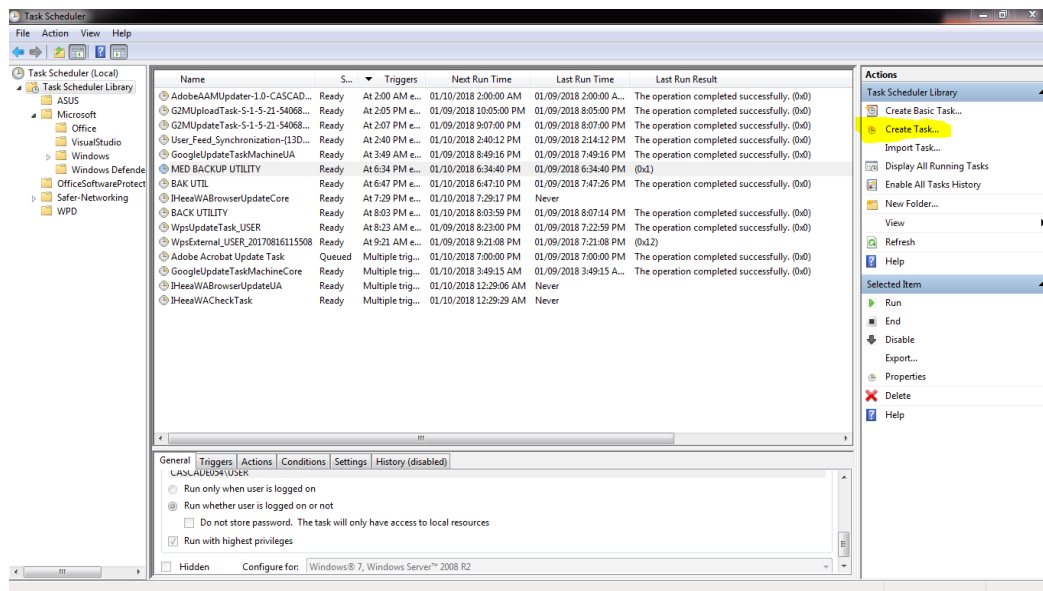 Task Scheduler
File Action View Help
Task Scheduler (Local)
Task Scheduler Library
ASUS
Microsoft
Office
VisualStudio
Windows
Windows Defende
OfficeSoftwareProtect
Safer-Networking
WPD
Name S... Triggers Next Run Time Last Run Time Last Run Result
AdobeAAMUpdater-1.0-CASCAD... Ready At 2:00 AM e... 01/10/2018 2:00:00 AM 01/09/2018 2:00:00 A... The operation completed successfully. (0x0)
G2MUploadTask-S-1-5-21-54068... Ready At 2:05 PM e... 01/09/2018 10:05:00 PM 01/09/2018 8:05:00 PM The operation completed successfully. (0x0)
G2MUpdateTask-S-1-5-21-54068... Ready At 2:07 PM e... 01/09/2018 9:07:00 PM 01/09/2018 8:07:00 PM The operation completed successfully. (0x0)
User_Feed_Synchronization-{13D... Ready At 2:40 PM e... 01/10/2018 2:40:12 PM 01/09/2018 2:14:12 PM The operation completed successfully. (0x0)
GoogleUpdateTaskMachineUA Ready At 3:49 AM e... 01/09/2018 8:49:16 PM 01/09/2018 7:49:16 PM The operation completed successfully. (0x0)
MED BACKUP UTILITY Ready At 6:34 PM e... 01/10/2018 6:34:40 PM 01/09/2018 6:34:40 PM (0x1)
BAK UTIL Ready At 6:47 PM e... 01/10/2018 6:47:10 PM 01/09/2018 7:47:26 PM The operation completed successfully. (0x0)
IHeeaWABrowserUpdateCore Ready At 7:29 PM e... 01/10/2018 7:29:17 PM Never
BACK UTILITY Ready At 8:03 PM e... 01/10/2018 8:03:59 PM 01/09/2018 8:07:14 PM The operation completed successfully. (0x0)
WpsUpdateTask_USER Ready At 8:23 AM e... 01/09/2018 8:23:00 PM 01/09/2018 7:22:59 PM The operation completed successfully. (0x0)
WpsExternal_USER_20170816115508 Ready At 9:21 AM e... 01/09/2018 9:21:08 PM 01/09/2018 7:21:08 PM (0x12)
Adobe Acrobat Update Task Queued Multiple trig... 01/10/2018 7:00:00 PM 01/09/2018 7:00:00 PM The operation completed successfully. (0x0)
GoogleUpdateTaskMachineCore Ready Multiple trig... 01/10/2018 3:49:15 AM 01/09/2018 3:49:15 A... The operation completed successfully. (0x0)
IHeeaWABrowserUpdateUA Ready Multiple trig... 01/10/2018 12:29:06 AM Never
IHeeaWACheckTask Ready Multiple trig... 01/10/2018 12:29:29 AM Never
General Triggers Actions Conditions Settings History (disabled)
CASCADE054\USER
Run only when user is logged on
Run whether user is logged on or not
Do not store password. The task will only have access to local resources
Run with highest privileges
Hidden Configure for: Windows® 7, Windows Server™ 2008 R2
Actions
Task Scheduler Library
Create Basic Task...
Create Task...
Import Task...
Display All Running Tasks
Enable All Tasks History
New Folder...
View
Refresh
Help
Selected Item
Run
End
Disable
Export...
Properties
Delete
Help